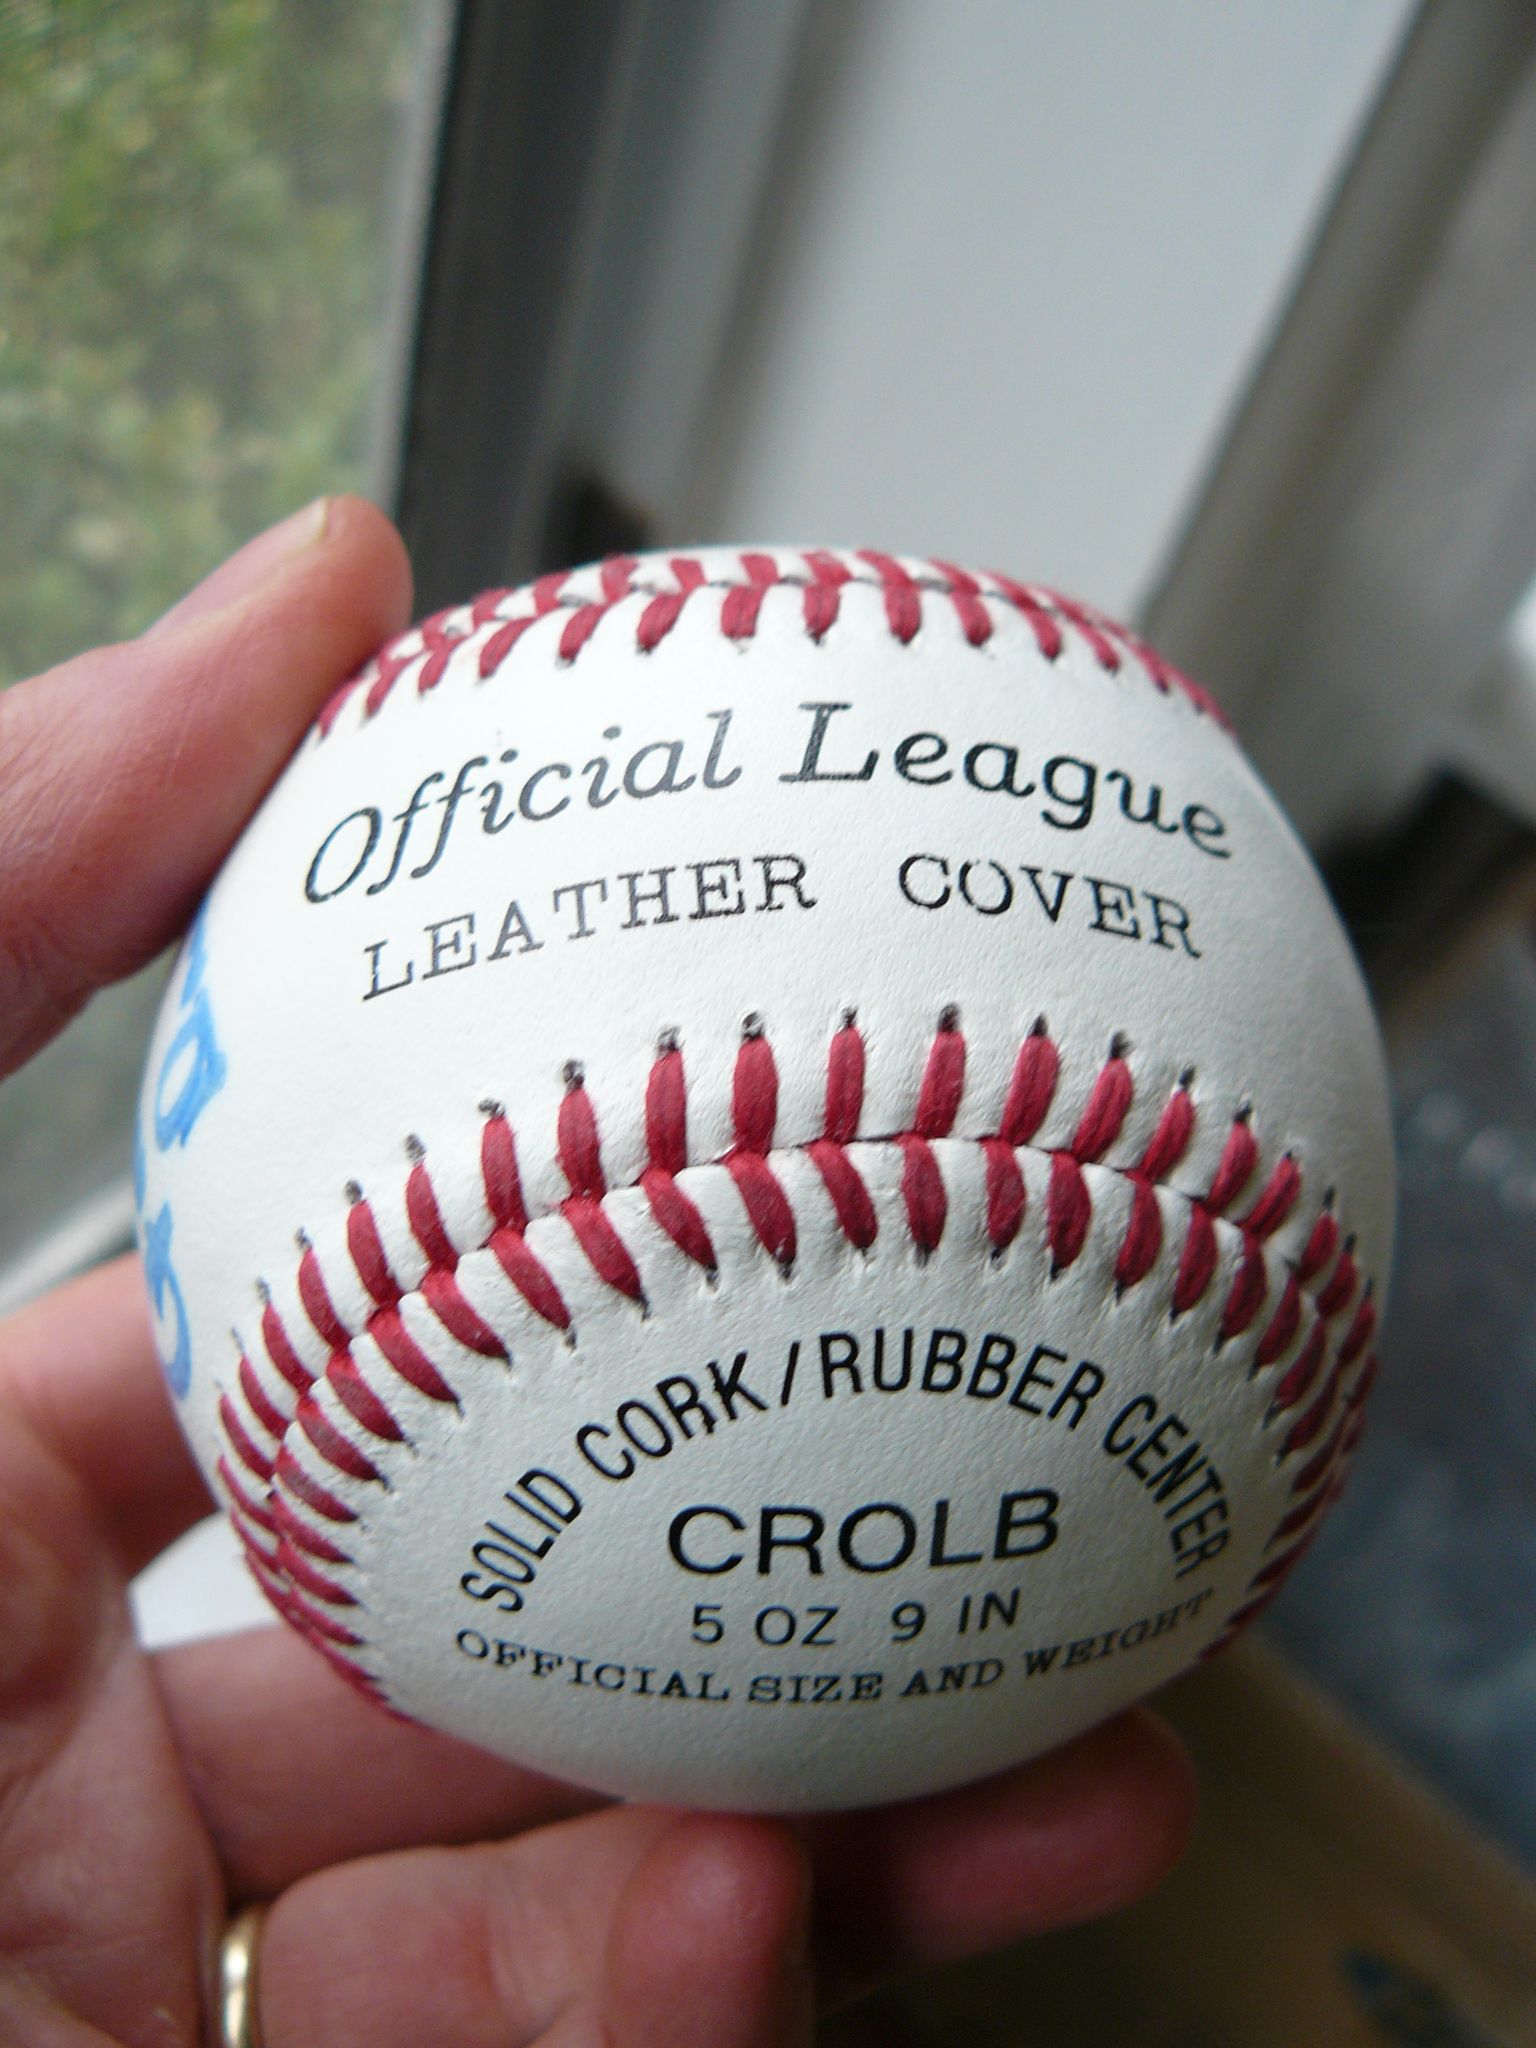 Official League
LEATHER COVER
SOLID CORK/RUBBER CENTER
CROLB
5 OZ 9 IN
OFFICIAL SIZE AND WEIGHT